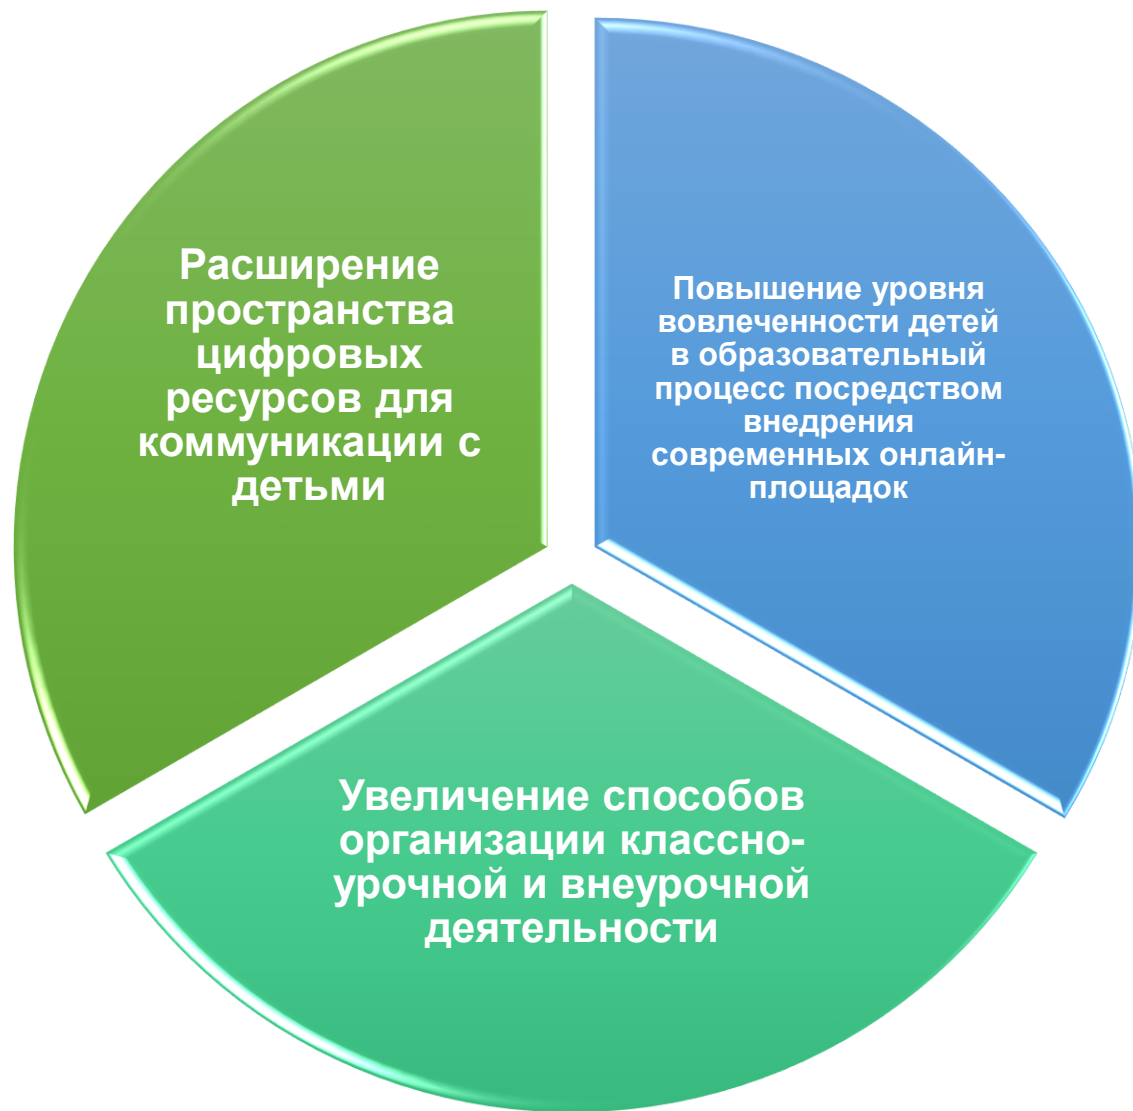 Расширение
пространства
цифровых
ресурсов для
коммуникации с
детьми
Повышение уровня
вовлеченности детей
в образовательный
процесс посредством
внедрения
современных онлайн-
площадок
Увеличение способов
организации классно-
урочной и внеурочной
деятельности